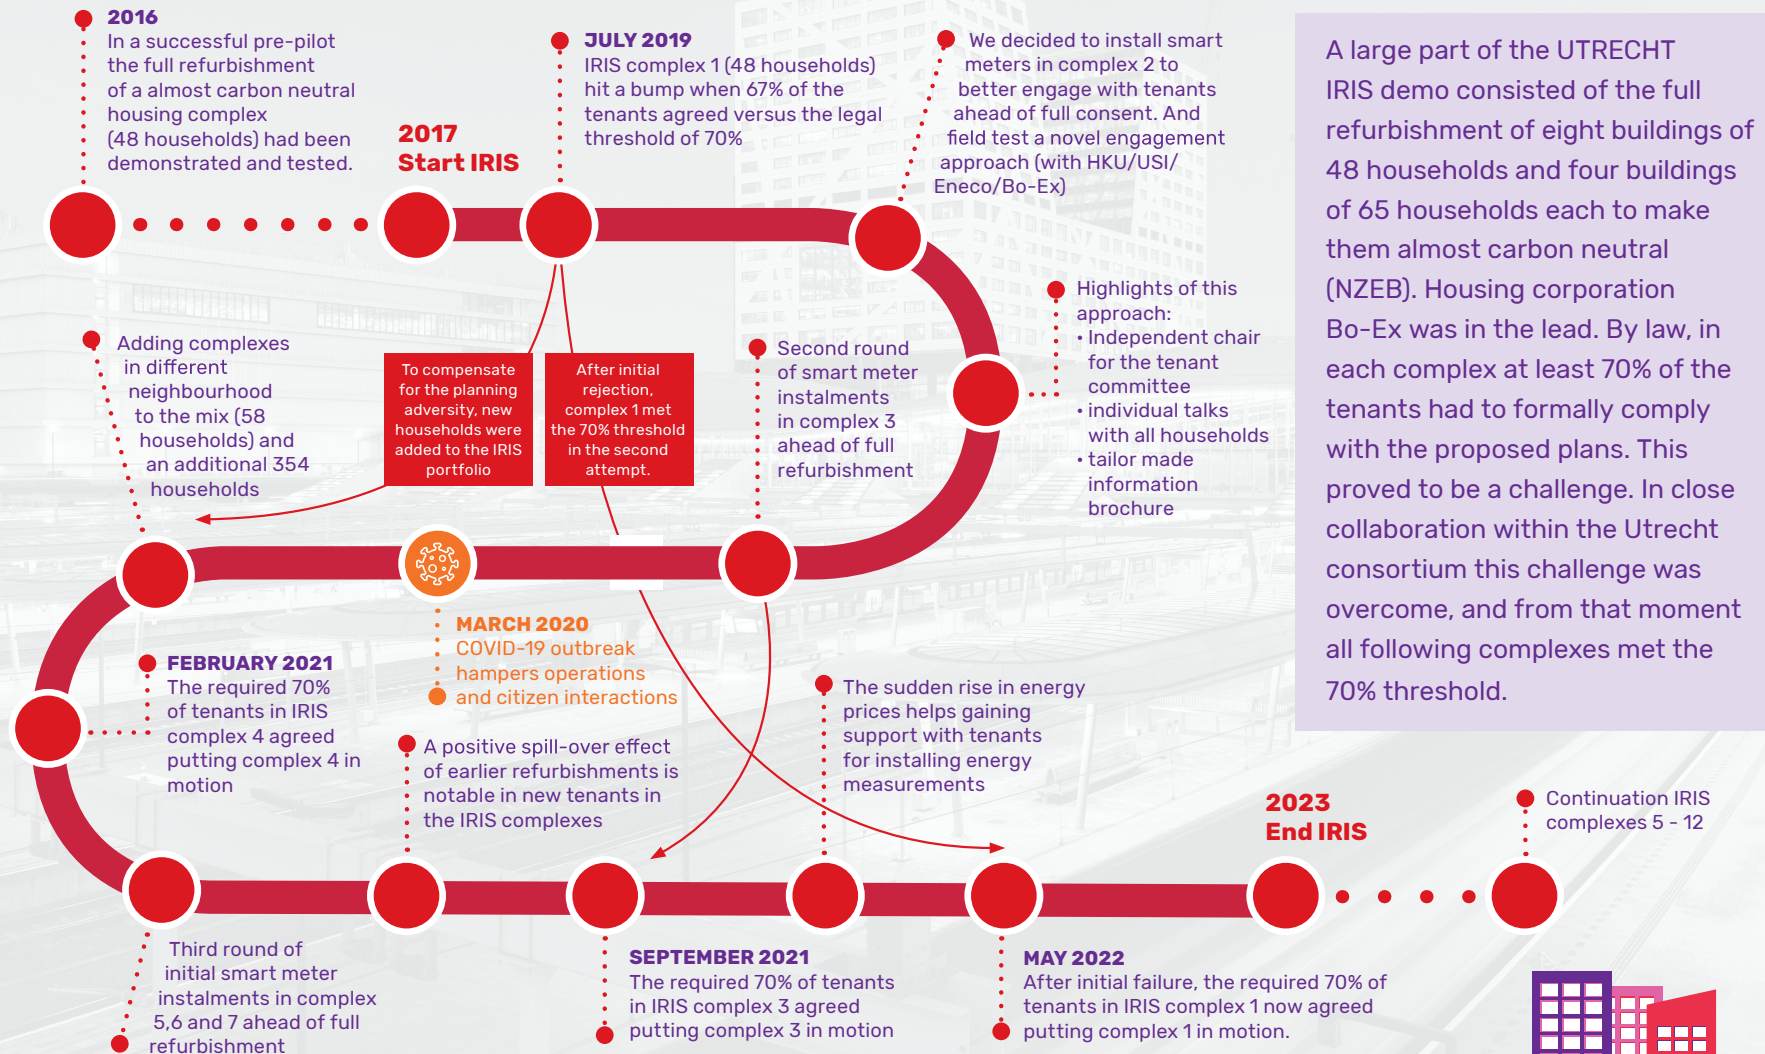 2016
In a successful pre-pilot
the full refurbishment
of a almost carbon neutral
housing complex
(48 households) had been
demonstrated and tested.
2017
Start IRIS
JULY 2019
IRIS complex 1 (48 households)
hit a bump when 67% of the
tenants agreed versus the legal
threshold of 70%
We decided to install smart
meters in complex 2 to
better engage with tenants
ahead of full consent. And
field test a novel engagement
approach (with HKU/USI/
Eneco/Bo-Ex)
Highlights of this
approach:
• Independent chair
for the tenant
committee
• individual talks
with all households
• tailor made
information
brochure
Second round
of smart meter
instalments
in complex 3
ahead of full
refurbishment
To compensate
for the planning
adversity, new
households were
added to the IRIS
portfolio
After initial
rejection,
complex 1 met
the 70% threshold
in the second
attempt.
Adding complexes
in different
neighbourhood
to the mix (58
households) and
an additional 354
households
MARCH 2020
COVID-19 outbreak
hampers operations
and citizen interactions
FEBRUARY 2021
The required 70%
of tenants in IRIS
complex 4 agreed
putting complex 4 in
motion
Third round of
initial smart meter
instalments in complex
5,6 and 7 ahead of full
refurbishment
A positive spill-over effect
of earlier refurbishments is
notable in new tenants in
the IRIS complexes
SEPTEMBER 2021
The required 70% of tenants
in IRIS complex 3 agreed
putting complex 3 in motion
The sudden rise in energy
prices helps gaining
support with tenants
for installing energy
measurements
MAY 2022
After initial failure, the required 70% of
tenants in IRIS complex 1 now agreed
putting complex 1 in motion.
2023
End IRIS
Continuation IRIS
complexes 5 - 12
A large part of the UTRECHT
IRIS demo consisted of the full
refurbishment of eight buildings of
48 households and four buildings
of 65 households each to make
them almost carbon neutral
(NZEB). Housing corporation
Bo-Ex was in the lead. By law, in
each complex at least 70% of the
tenants had to formally comply
with the proposed plans. This
proved to be a challenge. In close
collaboration within the Utrecht
consortium this challenge was
overcome, and from that moment
all following complexes met the
70% threshold.